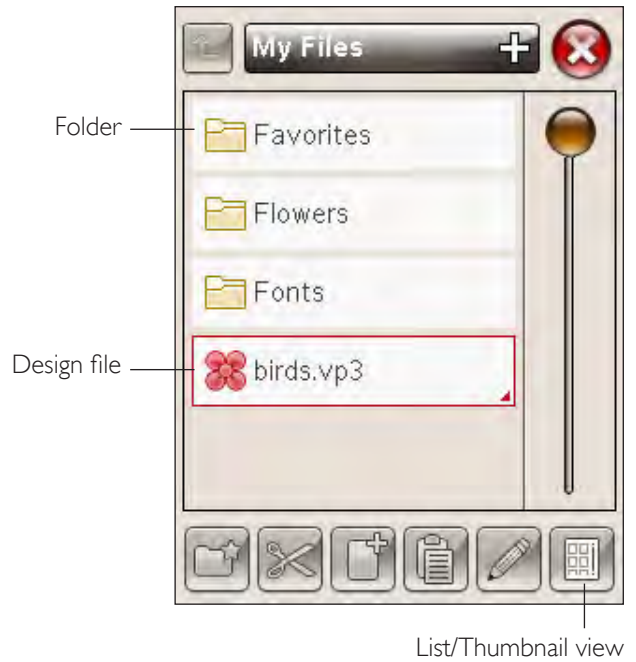 My Files
Folder
Favorites
Flowers
Fonts
Design file
birds.vp3
List/Thumbnail view